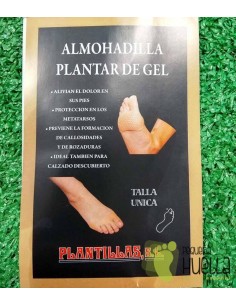 ALMOHADILLA
PLANTAR DE GEL
• ALIVIAN EL DOLOR EN
SUS PIES
• PROTECCION EN LOS
METATARSOS
• PREVIENE LA FORMACION
DE CALLOSIDADES
Y DE ROZADURAS
• IDEAL TAMBIEN PARA
CALZADO DESCUBIERTO
TALLA
UNICA
PLANTILLAS
HUELLA